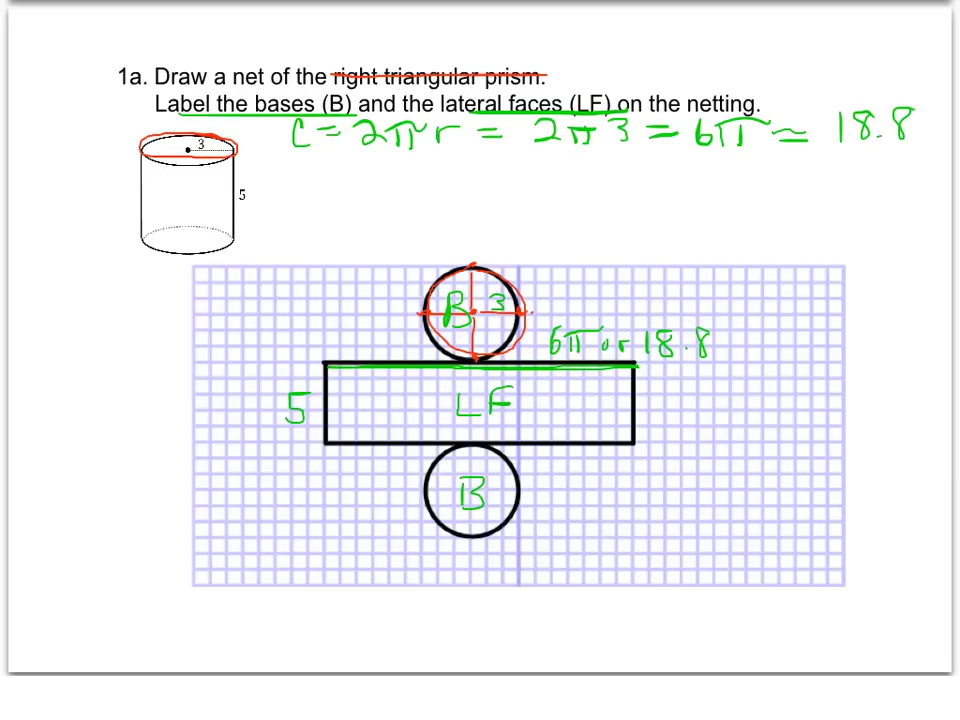 1a. Draw a net of the right triangular prism.
Label the bases (B) and the lateral faces (LF) on the netting.
C = 2πr = 2π3 = 6π ≈ 18.8
3
5
B 3
6π or 18.8
5 LF
B